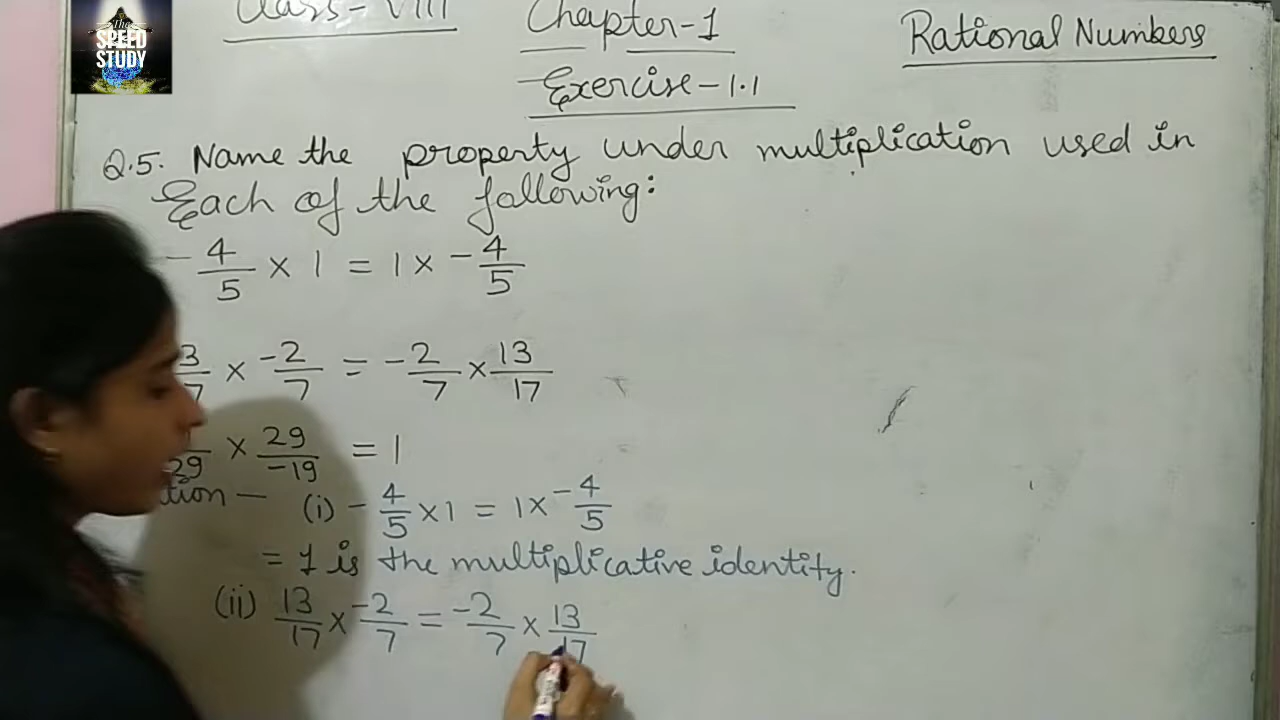 The
SPEED
STUDY
Class-VIII
Chapter-1
Rational Numbers
Exercise-1.1
Q.5. Name the property under multiplication used in
Each of the following:
-4/5 × 1 = 1 × -4/5
× -2/7 = -2/7 × 13/17
× 29/-19 = 1
(i) -4/5 × 1 = 1 × -4/5
= 1 is the multiplicative identity.
(ii) 13/17 × -2/7 = -2/7 × 13/17